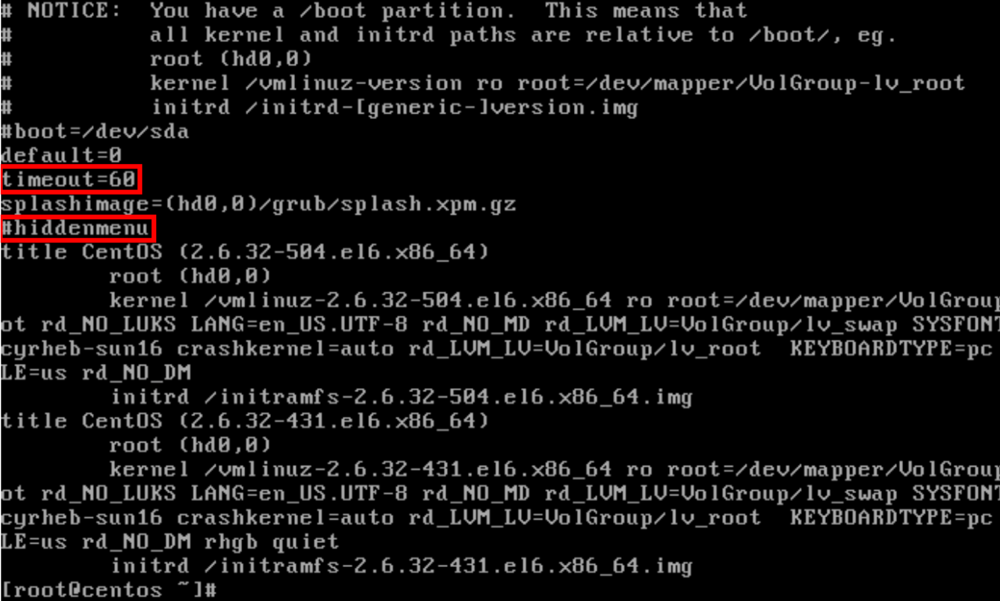 # NOTICE:  You have a /boot partition.  This means that
#          all kernel and initrd paths are relative to /boot/, eg.
#          root (hd0,0)
#          kernel /vmlinuz-version ro root=/dev/mapper/VolGroup-lv_root
#          initrd /initrd-[generic-]version.img
#boot=/dev/sda
default=0
timeout=60
splashimage=(hd0,0)/grub/splash.xpm.gz
#hiddenmenu
title CentOS (2.6.32-504.el6.x86_64)
        root (hd0,0)
        kernel /vmlinuz-2.6.32-504.el6.x86_64 ro root=/dev/mapper/VolGroup
ot rd_NO_LUKS LANG=en_US.UTF-8 rd_NO_MD rd_LVM_LV=VolGroup/lv_swap SYSFONT
cyrheb-sun16 crashkernel=auto rd_LVM_LV=VolGroup/lv_root  KEYBOARDTYPE=pc
LE=us rd_NO_DM
        initrd /initramfs-2.6.32-504.el6.x86_64.img
title CentOS (2.6.32-431.el6.x86_64)
        root (hd0,0)
        kernel /vmlinuz-2.6.32-431.el6.x86_64 ro root=/dev/mapper/VolGroup
ot rd_NO_LUKS LANG=en_US.UTF-8 rd_NO_MD rd_LVM_LV=VolGroup/lv_swap SYSFONT
cyrheb-sun16 crashkernel=auto rd_LVM_LV=VolGroup/lv_root  KEYBOARDTYPE=pc
LE=us rd_NO_DM rhgb quiet
        initrd /initramfs-2.6.32-431.el6.x86_64.img
[root@centos ~]#